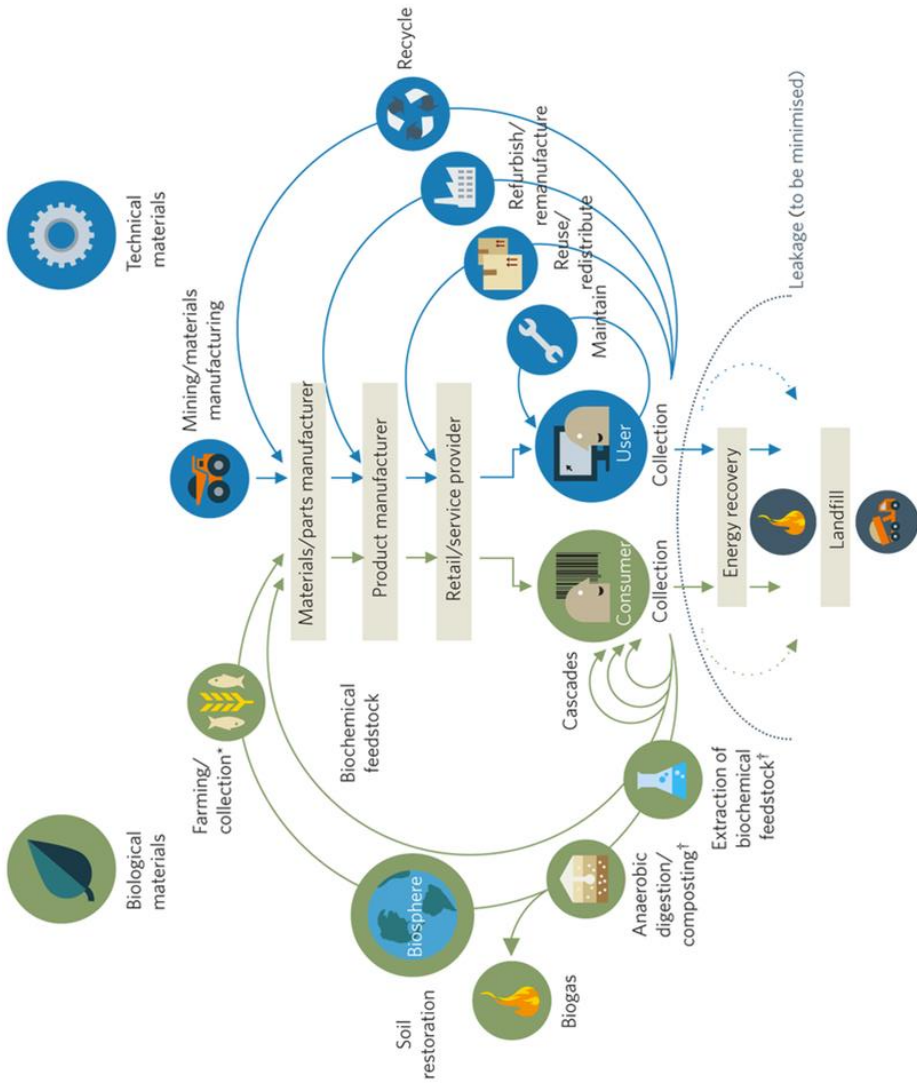 Biological
materials
Technical
materials
Mining/materials
manufacturing
Farming/
collection*
Materials/parts manufacturer
Recycle
Biochemical
feedstock
Product manufacturer
Refurbish/
remanufacture
Soil
restoration
Biosphere
Retail/service provider
Reuse/
redistribute
Biogas
Cascades
Consumer
User
Maintain
Collection
Collection
Anaerobic
digestion/
composting†
Extraction of
biochemical
feedstock†
Energy recovery
Leakage (to be minimised)
Landfill